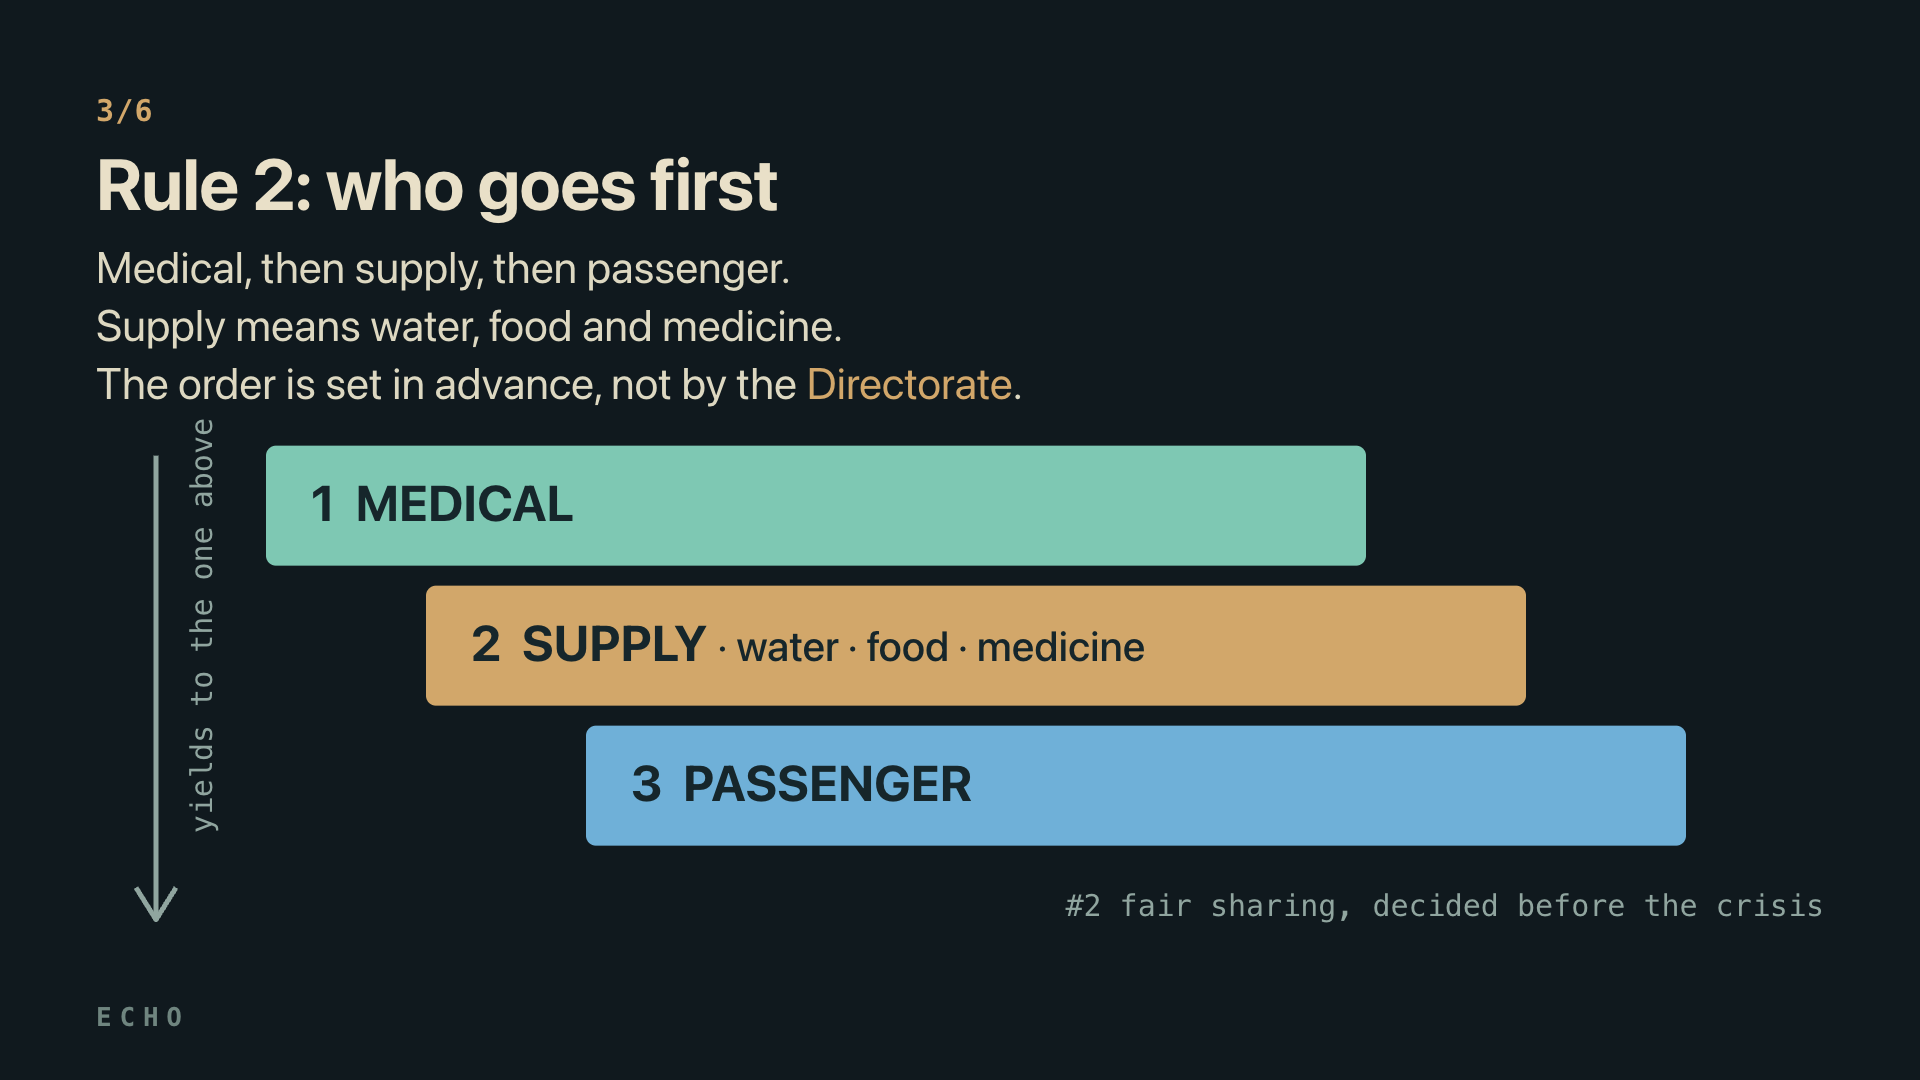 3/6
Rule 2: who goes first
Medical, then supply, then passenger.
Supply means water, food and medicine.
The order is set in advance, not by the Directorate.
yields to the one above
1 MEDICAL
2 SUPPLY · water · food · medicine
3 PASSENGER
#2 fair sharing, decided before the crisis
ECHO